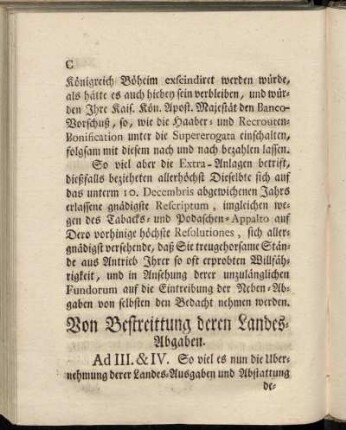 C
Königreich Böheim exſcindiret werden würde,
als hätte es auch hiebey ſein verbleiben, und wür-
den Ihre Kaiſ. Kön. Apoſt. Majeſtät den Banco-
Vorſchuß, ſo, wie die Haaber- und Recrouten-
Bonification unter die Supererogata einſchalten,
folgſam mit dieſem nach und nach bezahlen laſſen.
So viel aber die Extra-Anlagen betrift,
dießfalls bezieheten allerhöchſt Dieſelbte ſich auf
das unterm 10. Decembris abgewichenen Jahrs
erlaſſene gnädigſte Reſcriptum, imgleichen we-
gen des Tabacks- und Podaſchen-Appalto auf
Dero vorhinige höchſte Reſolutiones, ſich aller-
gnädigſt verſehende, daß Sie treugehorſame Stän-
de aus Antrieb Ihrer ſo oft erprobten Willfäh-
rigkeit, und in Anſehung derer unzulänglichen
Fundorum auf die Eintreibung der Neben-Ab-
gaben von ſelbſten den Bedacht nehmen werden.
Von Beſtreittung deren Landes-
Abgaben.
Ad III. & IV. So viel es nun die Uber-
nehmung derer Landes-Ausgaben und Abſtattung
de-